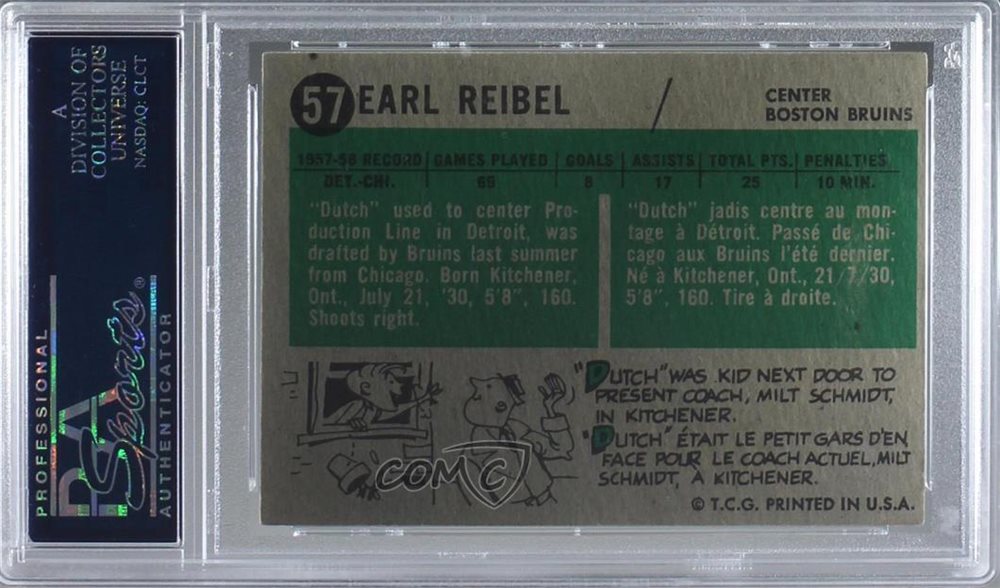 A
DIVISION OF
COLLECTORS
UNIVERSE
NASDAQ: CLCT
PROFESSIONAL
PSA
Sports®
AUTHENTICATOR
57 EARL REIBEL
CENTER
BOSTON BRUINS
1957-58 RECORD GAMES PLAYED GOALS ASSISTS TOTAL PTS. PENALTIES
DET.-CHI. 66 8 17 25 10 MIN.
"Dutch" used to center Pro-
duction Line in Detroit, was
drafted by Bruins last summer
from Chicago. Born Kitchener,
Ont., July 21, '30, 5'8", 160.
Shoots right.
"Dutch" jadis centre au mon-
tage à Détroit. Passé de Chi-
cago aux Bruins l'été dernier.
Né à Kitchener, Ont., 21/7/30,
5'8", 160. Tire à droite.
"DUTCH" WAS KID NEXT DOOR TO
PRESENT COACH, MILT SCHMIDT,
IN KITCHENER.
"DUTCH" ÉTAIT LE PETIT GARS D'EN
FACE POUR LE COACH ACTUEL, MILT
SCHMIDT, A KITCHENER.
© T.C.G. PRINTED IN U.S.A.
COMC